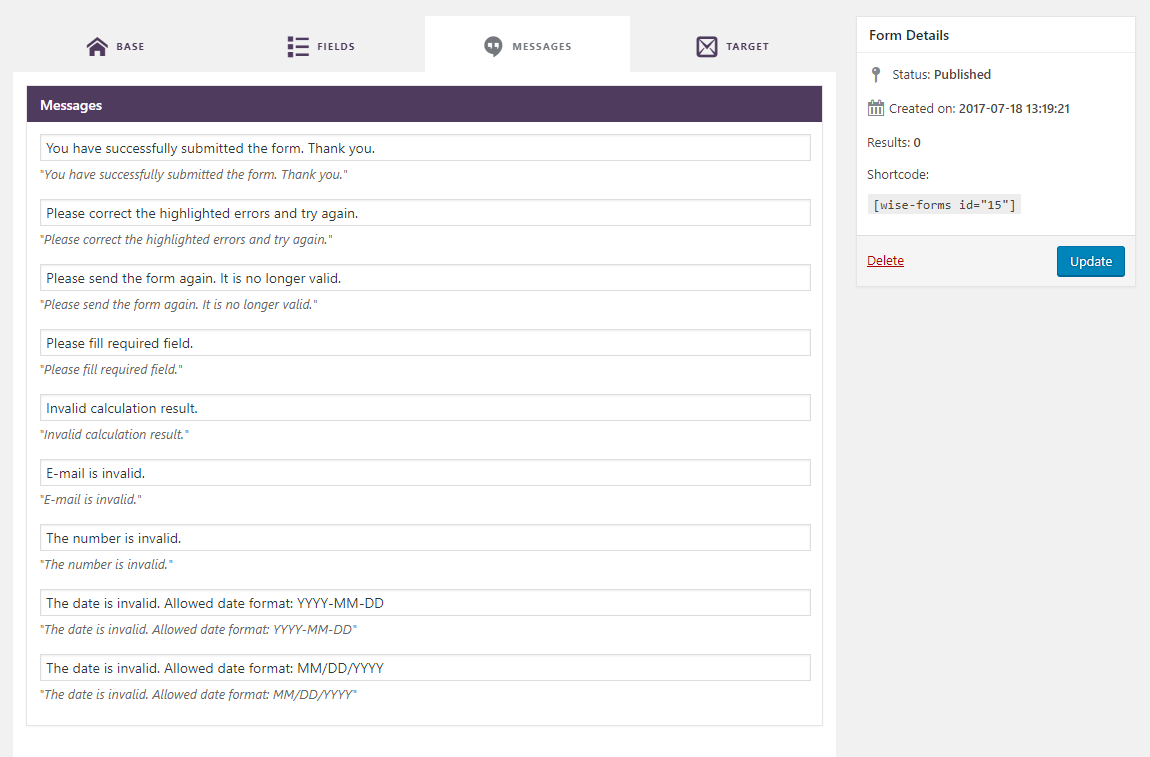 BASE
FIELDS
MESSAGES
TARGET
Messages
You have successfully submitted the form. Thank you.
"You have successfully submitted the form. Thank you."
Please correct the highlighted errors and try again.
"Please correct the highlighted errors and try again."
Please send the form again. It is no longer valid.
"Please send the form again. It is no longer valid."
Please fill required field.
"Please fill required field."
Invalid calculation result.
"Invalid calculation result."
E-mail is invalid.
"E-mail is invalid."
The number is invalid.
"The number is invalid."
The date is invalid. Allowed date format: YYYY-MM-DD
"The date is invalid. Allowed date format: YYYY-MM-DD"
The date is invalid. Allowed date format: MM/DD/YYYY
"The date is invalid. Allowed date format: MM/DD/YYYY"
Form Details
Status: Published
Created on: 2017-07-18 13:19:21
Results: 0
Shortcode:
[wise-forms id="15"]
Delete
Update